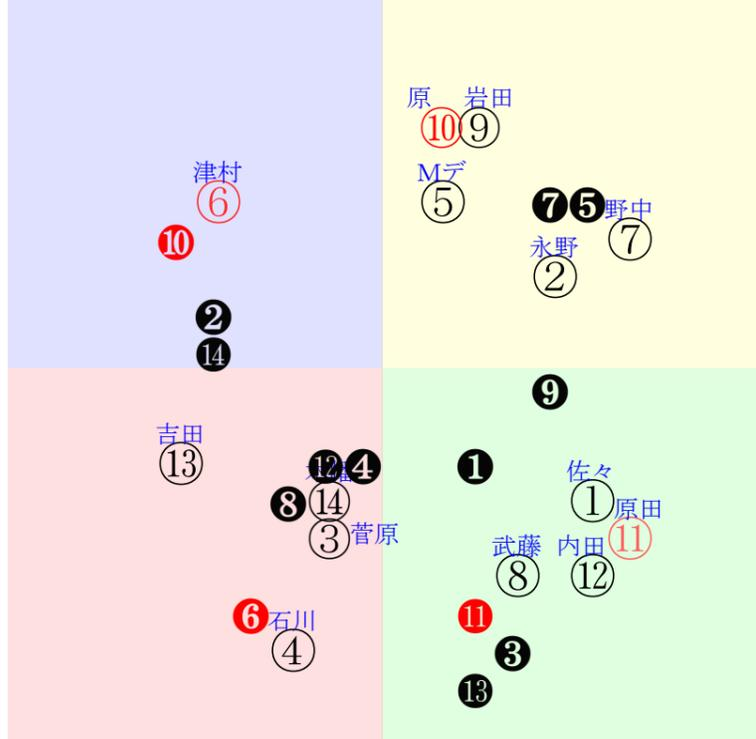 原 岩田
⑩⑨
津村 Mデ
⑥ ⑤ ❼❺野中
❿ 永野 ⑦
②
❷
⓮
❾
吉田
⑬ ⓬❹ ❶ 佐々
❽ ⑭ ① 原田
③菅原 武藤 内田 ⑪
⑧ ⑫
❻石川 ⓫
④ ❸
⓭